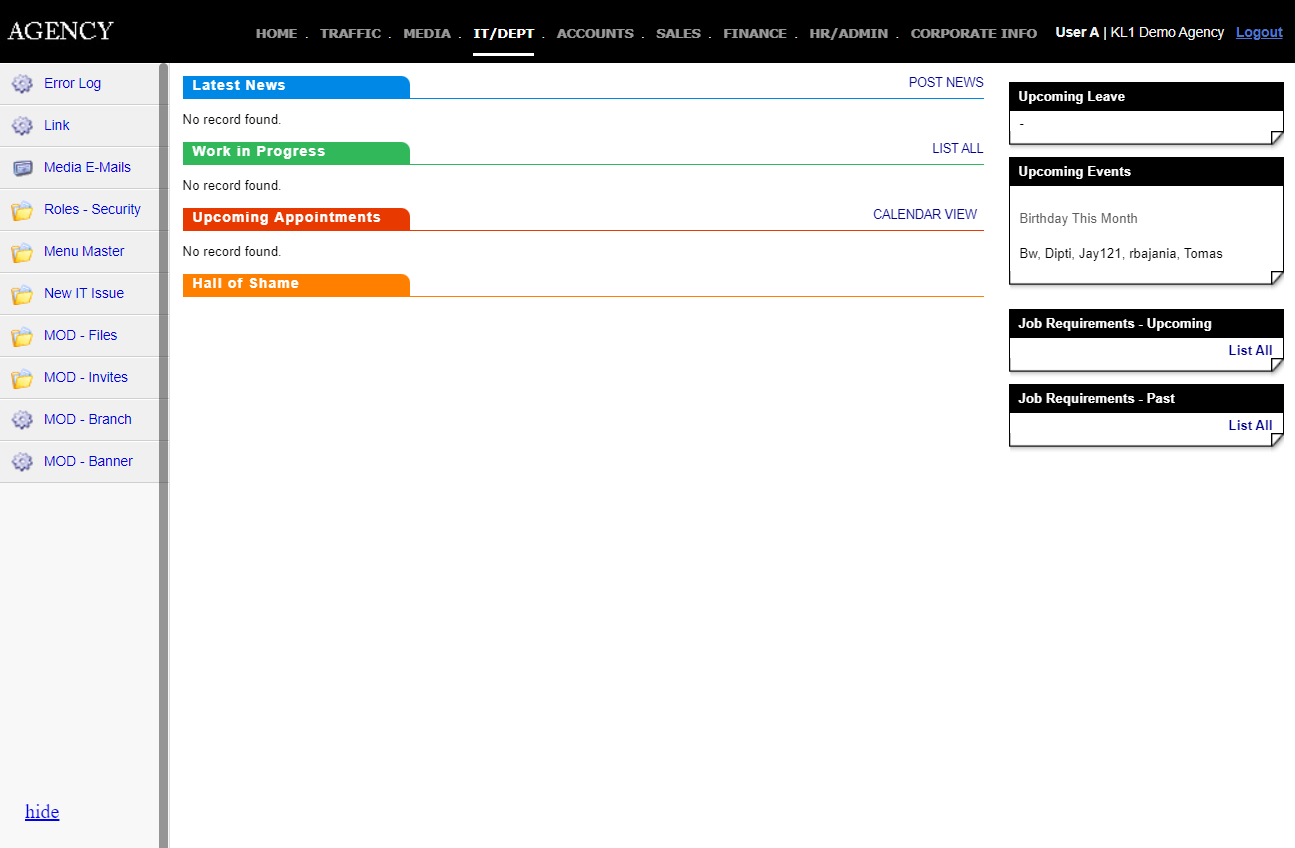 AGENCY
HOME . TRAFFIC . MEDIA . IT/DEPT . ACCOUNTS . SALES . FINANCE . HR/ADMIN . CORPORATE INFO
User A | KL1 Demo Agency Logout
Error Log
Link
Media E-Mails
Roles - Security
Menu Master
New IT Issue
MOD - Files
MOD - Invites
MOD - Branch
MOD - Banner
hide
Latest News
POST NEWS
No record found.
Work in Progress
LIST ALL
No record found.
Upcoming Appointments
CALENDAR VIEW
No record found.
Hall of Shame
Upcoming Leave
-
Upcoming Events
Birthday This Month
Bw, Dipti, Jay121, rbajania, Tomas
Job Requirements - Upcoming
List All
Job Requirements - Past
List All